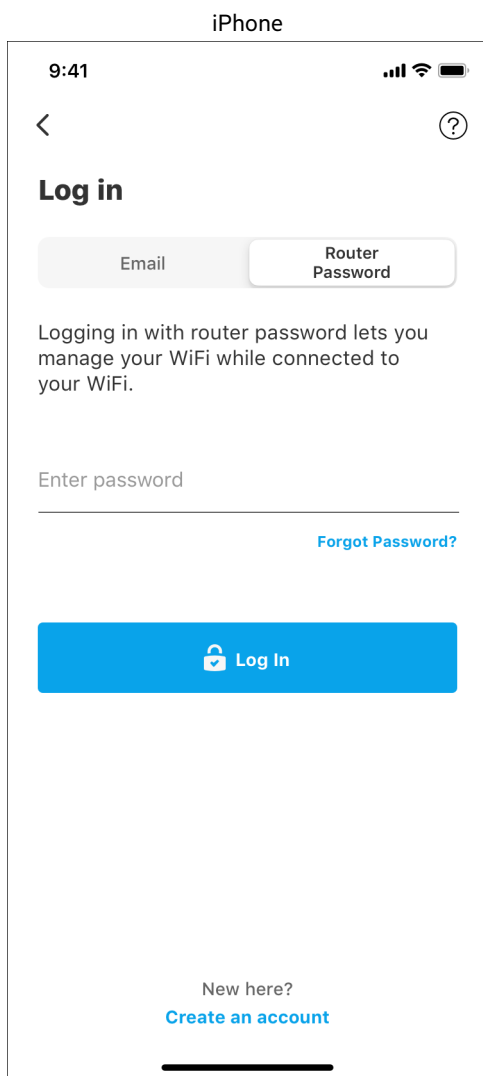 iPhone
9:41
?
Log in
Email
Router
Password
Logging in with router password lets you
manage your WiFi while connected to
your WiFi.
Enter password
Forgot Password?
Log In
New here?
Create an account